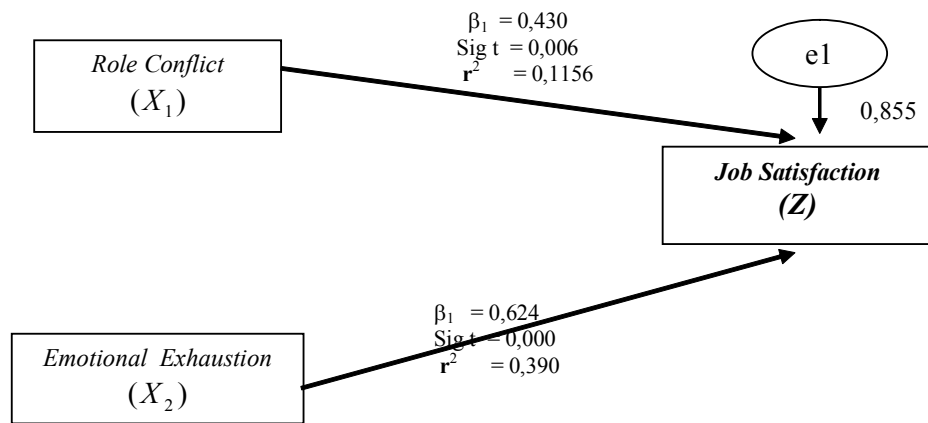 β₁ = 0,430
Sig t = 0,006
r² = 0,1156
Role Conflict
(X₁)
e1
0,855
Job Satisfaction
(Z)
β₁ = 0,624
Sig t = 0,000
r² = 0,390
Emotional Exhaustion
(X₂)